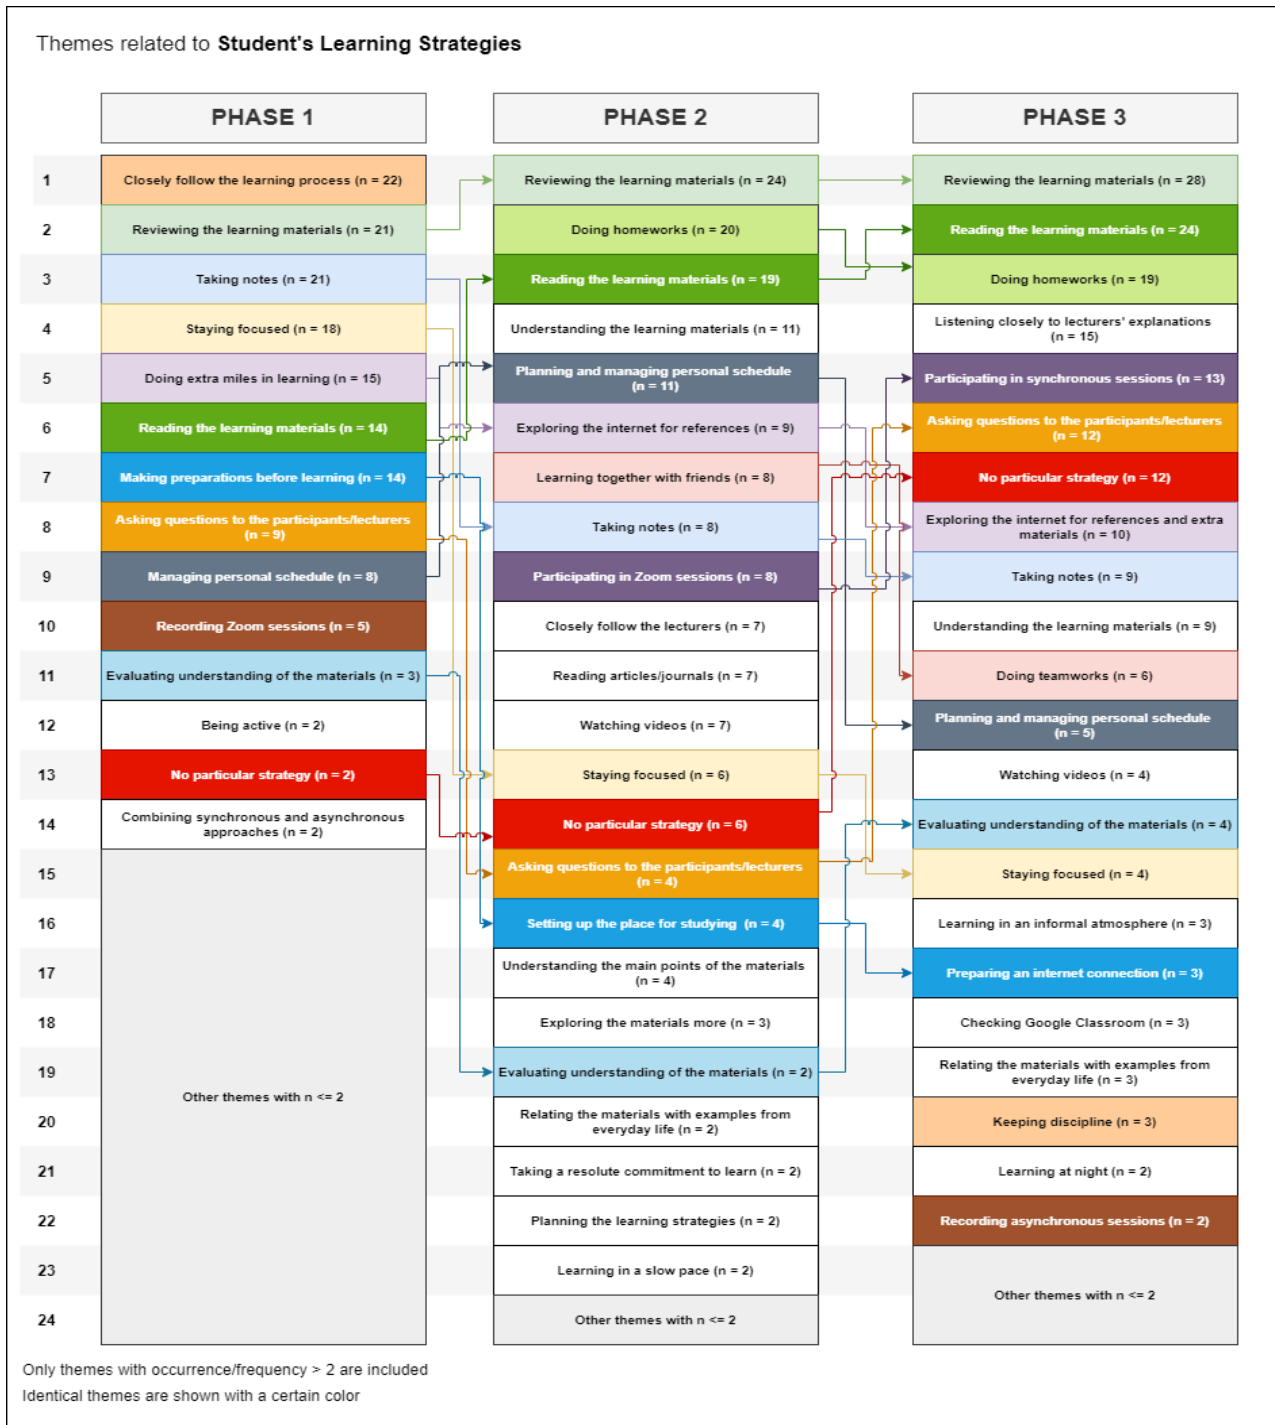 Themes related to Student's Learning Strategies
PHASE 1
PHASE 2
PHASE 3
1
Closely follow the learning process (n = 22)
Reviewing the learning materials (n = 24)
Reviewing the learning materials (n = 28)
2
Reviewing the learning materials (n = 21)
Doing homeworks (n = 20)
Reading the learning materials (n = 24)
3
Taking notes (n = 21)
Reading the learning materials (n = 19)
Doing homeworks (n = 19)
4
Staying focused (n = 18)
Understanding the learning materials (n = 11)
Listening closely to lecturers' explanations
(n = 15)
5
Doing extra miles in learning (n = 15)
Planning and managing personal schedule
(n = 11)
Participating in synchronous sessions (n = 13)
6
Reading the learning materials (n = 14)
Exploring the internet for references (n = 9)
Asking questions to the participants/lecturers
(n = 12)
7
Making preparations before learning (n = 14)
Learning together with friends (n = 8)
No particular strategy (n = 12)
8
Asking questions to the participants/lecturers
(n = 9)
Taking notes (n = 8)
Exploring the internet for references and extra
materials (n = 10)
9
Managing personal schedule (n = 8)
Participating in Zoom sessions (n = 8)
Taking notes (n = 9)
10
Recording Zoom sessions (n = 5)
Closely follow the lecturers (n = 7)
Understanding the learning materials (n = 9)
11
Evaluating understanding of the materials (n = 3)
Reading articles/journals (n = 7)
Doing teamworks (n = 6)
12
Being active (n = 2)
Watching videos (n = 7)
Planning and managing personal schedule
(n = 5)
13
No particular strategy (n = 2)
Staying focused (n = 6)
Watching videos (n = 4)
14
Combining synchronous and asynchronous
approaches (n = 2)
No particular strategy (n = 6)
Evaluating understanding of the materials (n = 4)
15
Asking questions to the participants/lecturers
(n = 4)
Staying focused (n = 4)
16
Setting up the place for studying (n = 4)
Learning in an informal atmosphere (n = 3)
17
Understanding the main points of the materials
(n = 4)
Preparing an internet connection (n = 3)
18
Exploring the materials more (n = 3)
Checking Google Classroom (n = 3)
19
Other themes with n <= 2
Evaluating understanding of the materials (n = 2)
Relating the materials with examples from
everyday life (n = 3)
20
Relating the materials with examples from
everyday life (n = 2)
Keeping discipline (n = 3)
21
Taking a resolute commitment to learn (n = 2)
Learning at night (n = 2)
22
Planning the learning strategies (n = 2)
Recording asynchronous sessions (n = 2)
23
Learning in a slow pace (n = 2)
Other themes with n <= 2
24
Other themes with n <= 2
Only themes with occurrence/frequency > 2 are included
Identical themes are shown with a certain color